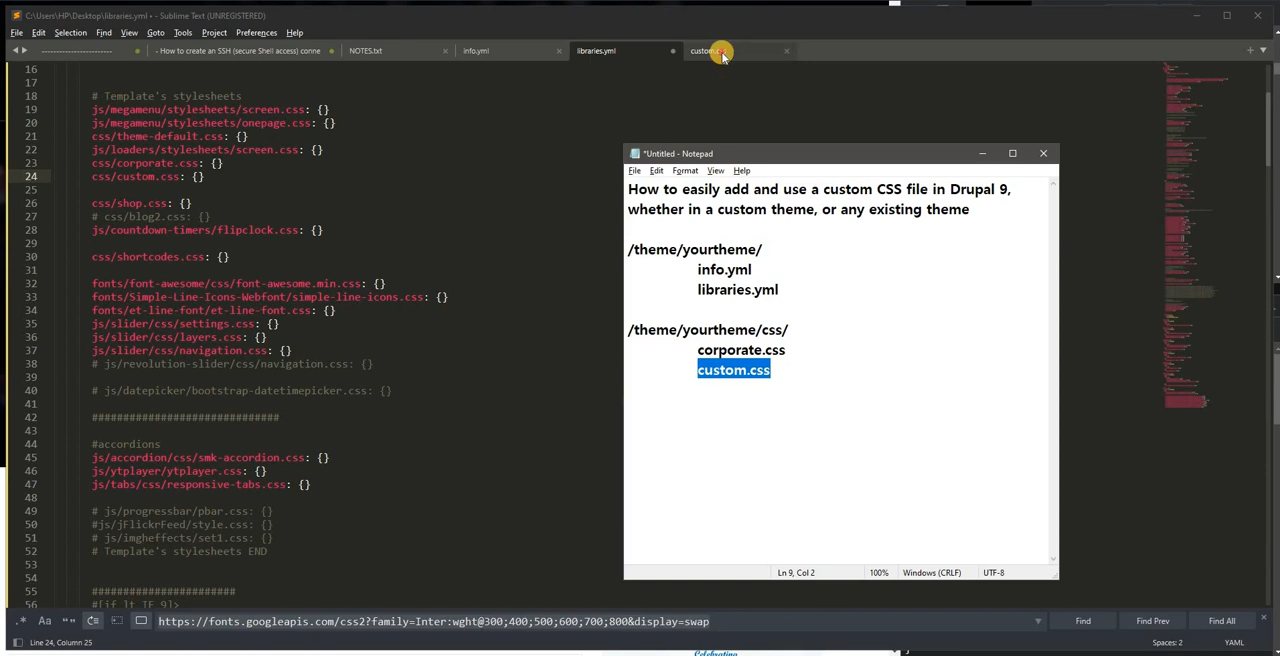 C:\Users\HP\Desktop\libraries.yml • - Sublime Text (UNREGISTERED)
File Edit Selection Find View Goto Tools Project Preferences Help
------------------------ - How to create an SSH (secure Shell access) conne NOTES.txt info.yml libraries.yml custom
16
17
18 # Template's stylesheets
19 js/megamenu/stylesheets/screen.css: {}
20 js/megamenu/stylesheets/onepage.css: {}
21 css/theme-default.css: {}
22 js/loaders/stylesheets/screen.css: {}
23 css/corporate.css: {}
24 css/custom.css: {}
25
26 css/shop.css: {}
27 # css/blog2.css: {}
28 js/countdown-timers/flipclock.css: {}
29
30 css/shortcodes.css: {}
31
32 fonts/font-awesome/css/font-awesome.min.css: {}
33 fonts/Simple-Line-Icons-Webfont/simple-line-icons.css: {}
34 fonts/et-line-font/et-line-font.css: {}
35 js/slider/css/settings.css: {}
36 js/slider/css/layers.css: {}
37 js/slider/css/navigation.css: {}
38 # js/revolution-slider/css/navigation.css: {}
39
40 # js/datepicker/bootstrap-datetimepicker.css: {}
41
42 ##############################
43
44 #accordions
45 js/accordion/css/smk-accordion.css: {}
46 js/ytplayer/ytplayer.css: {}
47 js/tabs/css/responsive-tabs.css: {}
48
49 # js/progressbar/pbar.css: {}
50 #js/jFlickrFeed/style.css: {}
51 # js/imgheffects/set1.css: {}
52 # Template's stylesheets END
53
54
55 #######################
56 #[if lt IE 9]>
*Untitled - Notepad
File Edit Format View Help
How to easily add and use a custom CSS file in Drupal 9,
whether in a custom theme, or any existing theme
/theme/yourtheme/
info.yml
libraries.yml
/theme/yourtheme/css/
corporate.css
custom.css
Ln 9, Col 2 100% Windows (CRLF) UTF-8
.* Aa "" https://fonts.googleapis.com/css2?family=Inter:wght@300;400;500;600;700;800&display=swap Find Find Prev Find All
Line 24, Column 25 Spaces: 2 YAML
Celebrating